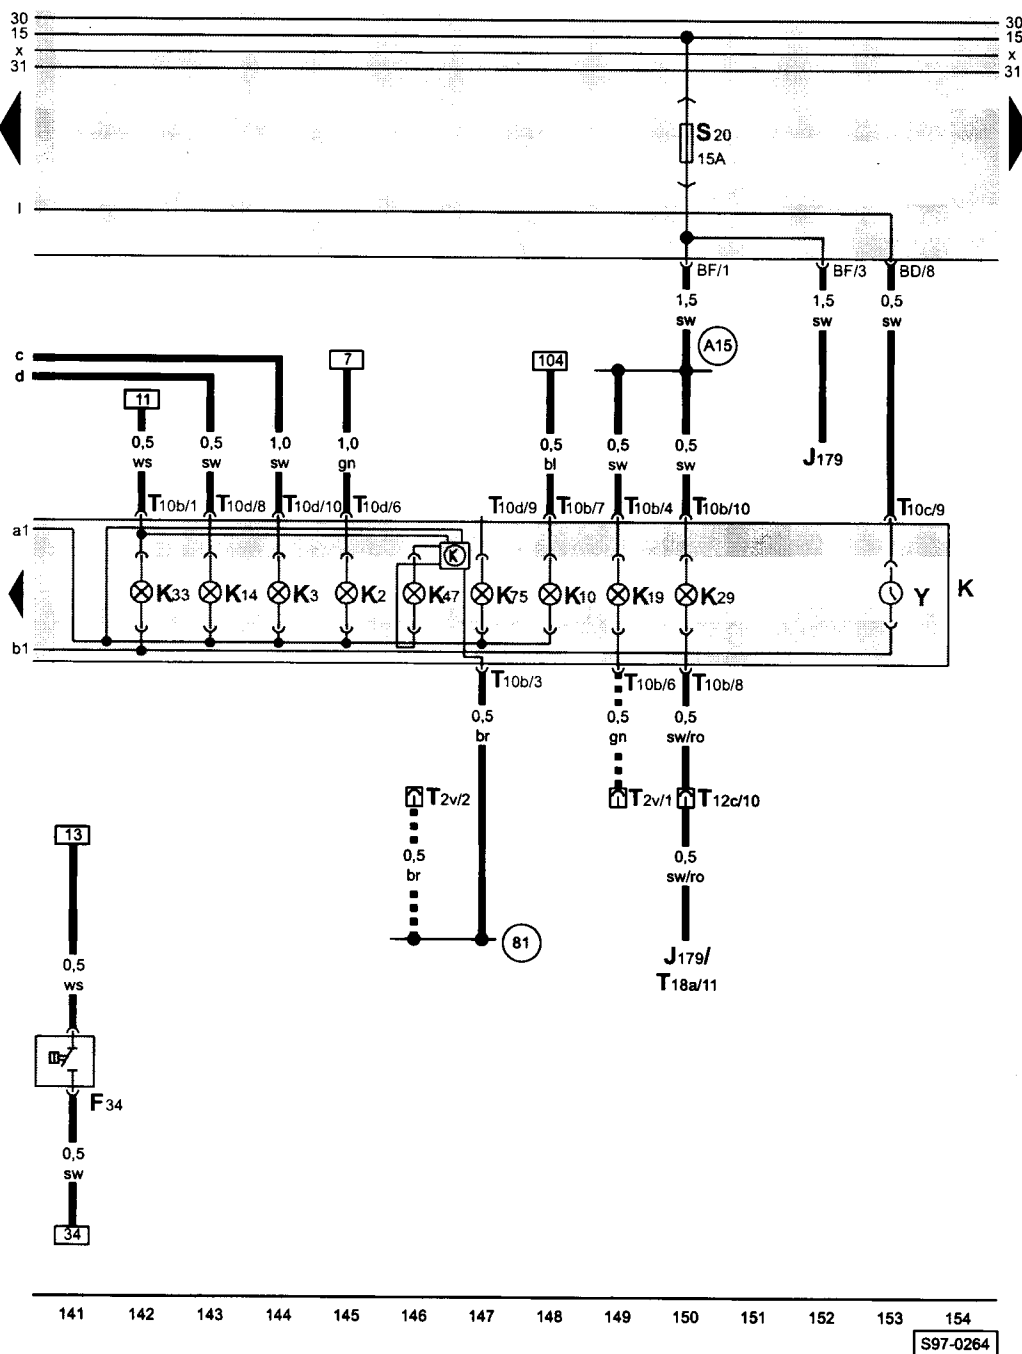 30 30
15 15
x x
31 31
S20
15A
l
BF/1 BF/3 BD/8
1,5 1,5 0,5
sw sw sw
A15
c
d
7 104
11
0,5 0,5 1,0 1,0 0,5 0,5 0,5
ws sw sw gn bl sw sw
J179
T10b/1 T10d/8 T10d/10 T10d/6 T10d/9 T10b/7 T10b/4 T10b/10 T10c/9
a1
K
K33 K14 K3 K2 K47 K75 K10 K19 K29 Y K
b1
T10b/3 T10b/6 T10b/8
0,5 0,5 0,5
br gn sw/ro
T2v/2 T2v/1 T12c/10
13
0,5 0,5
br sw/ro
81
J179/
T18a/11
0,5
ws
F34
0,5
sw
34
141 142 143 144 145 146 147 148 149 150 151 152 153 154
S97-0264